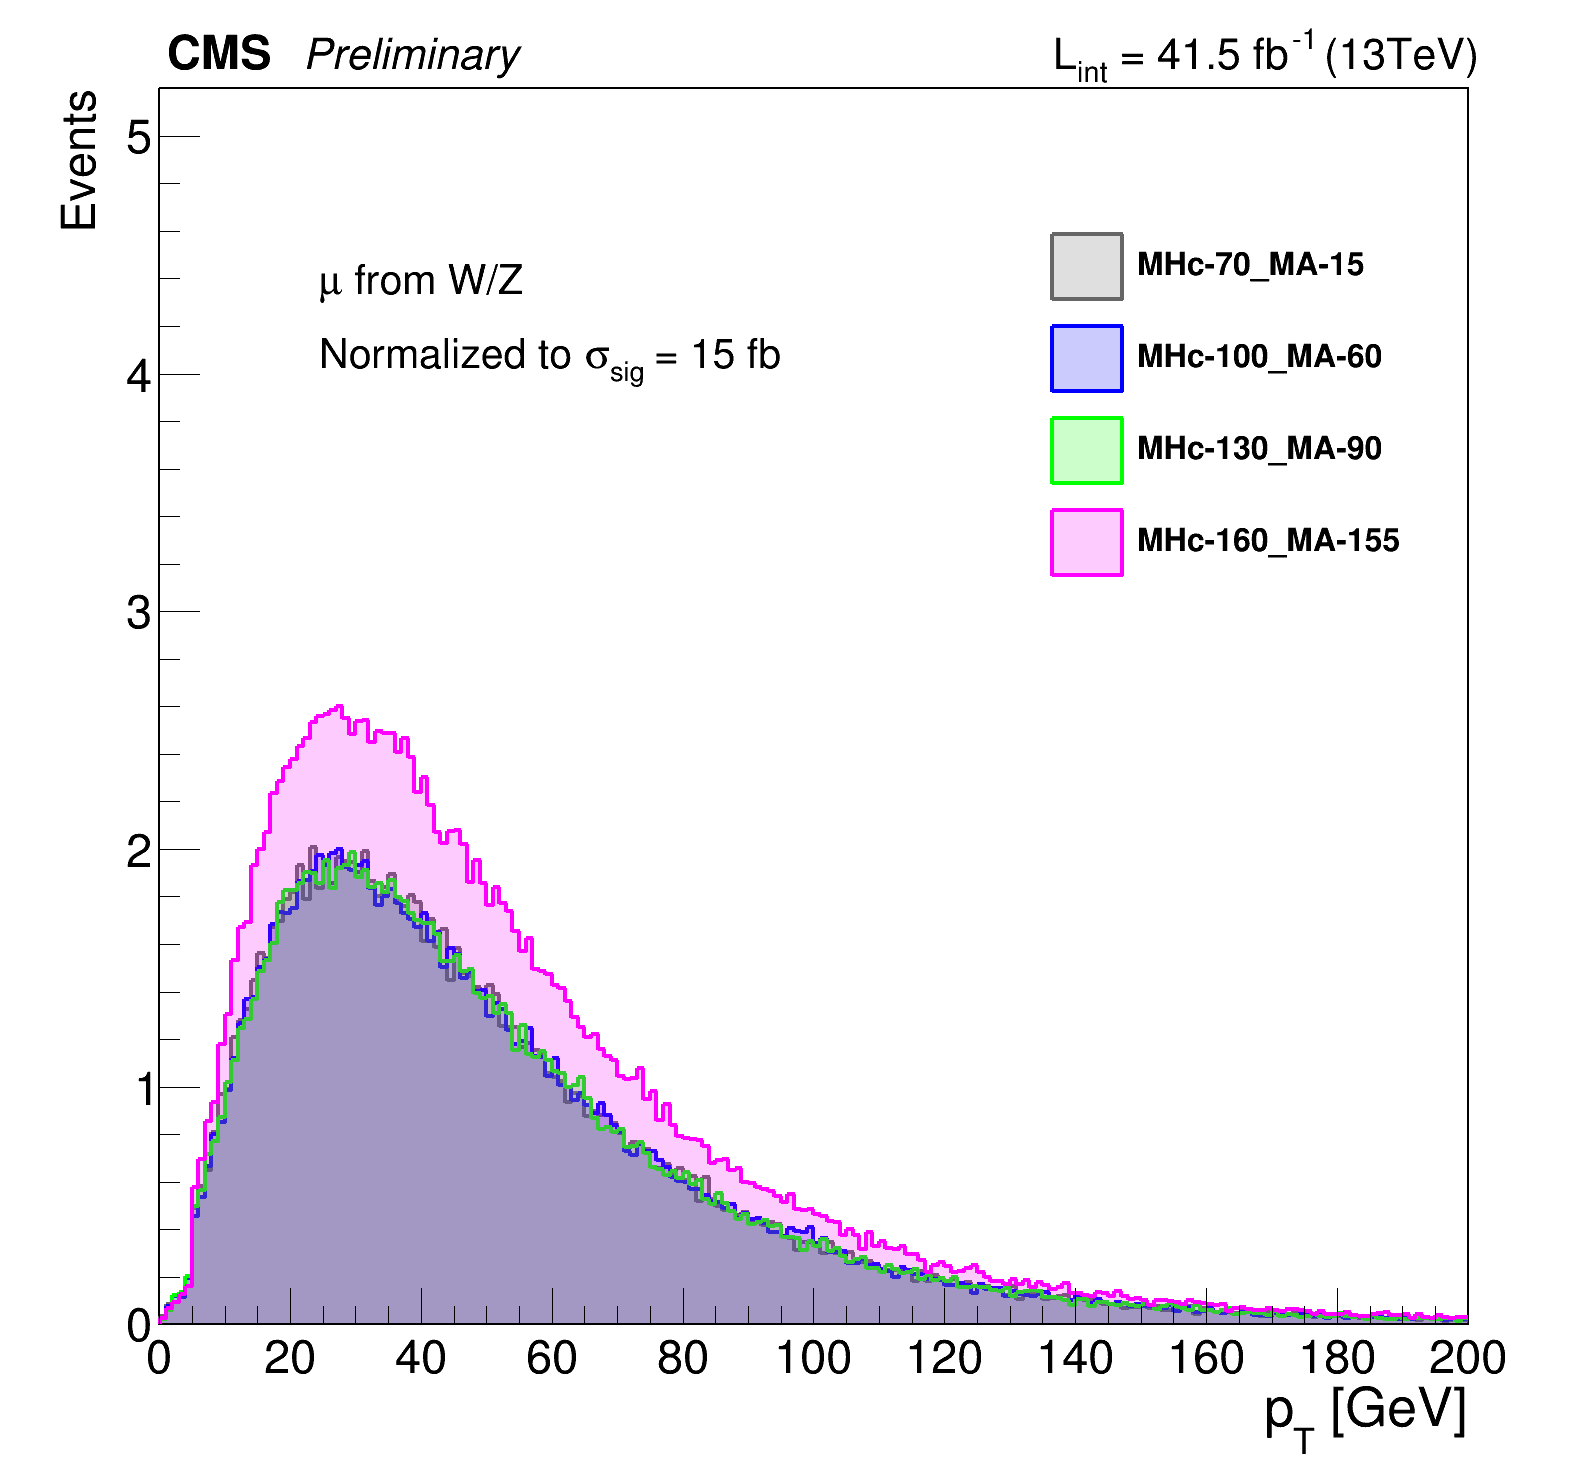 CMS Preliminary L_int = 41.5 fb^-1 (13TeV)
Events
5
4
3
2
1
0
μ from W/Z
Normalized to σ_sig = 15 fb
MHc-70_MA-15
MHc-100_MA-60
MHc-130_MA-90
MHc-160_MA-155
0 20 40 60 80 100 120 140 160 180 200
p_T [GeV]